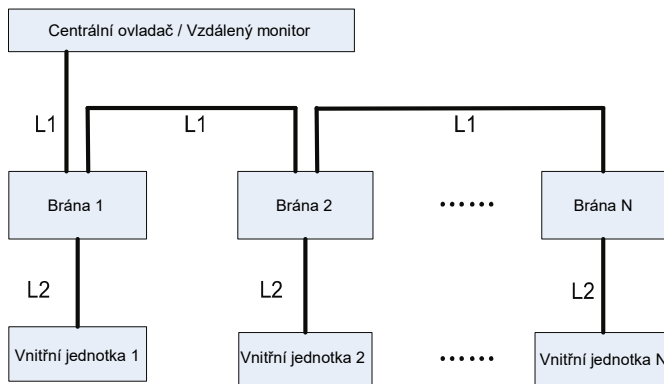 Centrální ovladač / Vzdálený monitor
L1
L1
L1
Brána 1
Brána 2
......
Brána N
L2
L2
L2
Vnitřní jednotka 1
Vnitřní jednotka 2
......
Vnitřní jednotka N